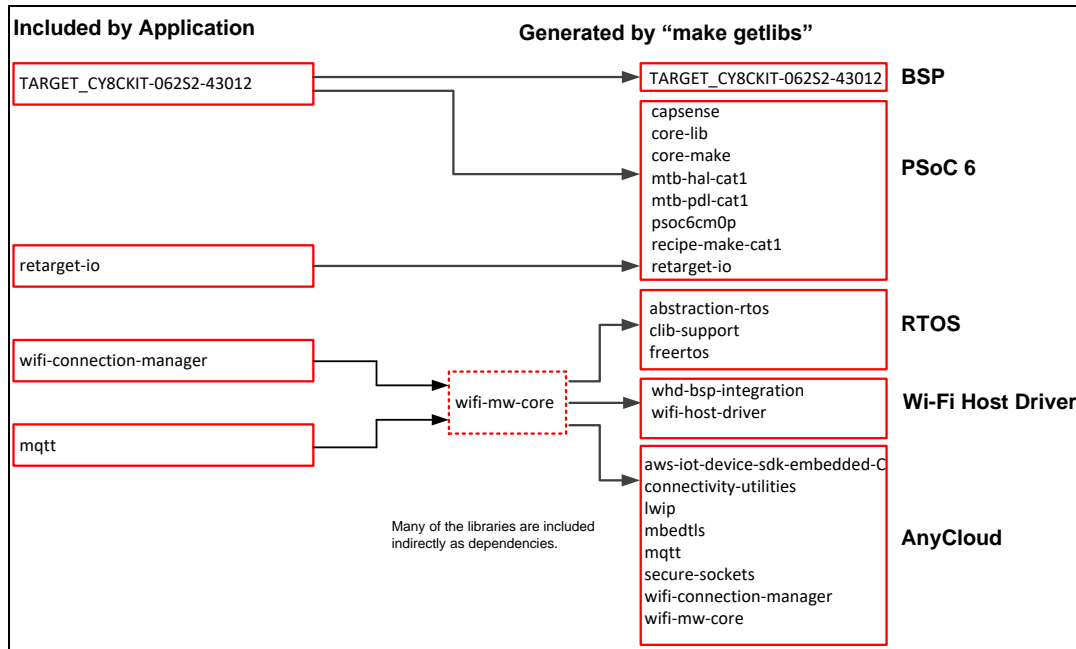 Included by Application
Generated by “make getlibs”
TARGET_CY8CKIT-062S2-43012
TARGET_CY8CKIT-062S2-43012
BSP
capsense
core-lib
core-make
mtb-hal-cat1
mtb-pdl-cat1
psoc6cm0p
recipe-make-cat1
retarget-io
PSoC 6
retarget-io
abstraction-rtos
clib-support
freertos
RTOS
wifi-connection-manager
wifi-mw-core
whd-bsp-integration
wifi-host-driver
Wi-Fi Host Driver
mqtt
aws-iot-device-sdk-embedded-C
connectivity-utilities
lwip
mbedtls
mqtt
secure-sockets
wifi-connection-manager
wifi-mw-core
AnyCloud
Many of the libraries are included
indirectly as dependencies.